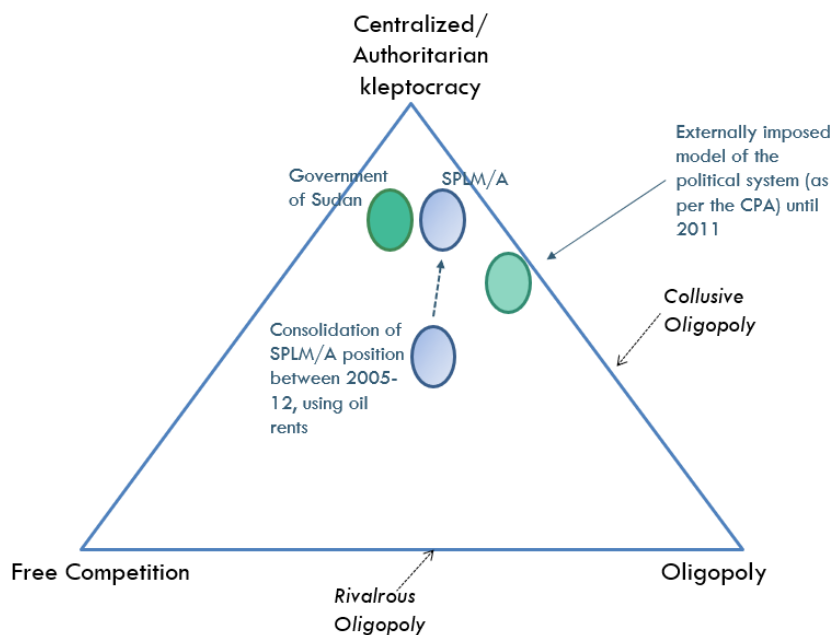 Centralized/
Authoritarian
kleptocracy
Government
of Sudan
SPLM/A
Externally imposed
model of the
political system (as
per the CPA) until
2011
Collusive
Oligopoly
Consolidation of
SPLM/A position
between 2005-
12, using oil
rents
Free Competition
Oligopoly
Rivalrous
Oligopoly